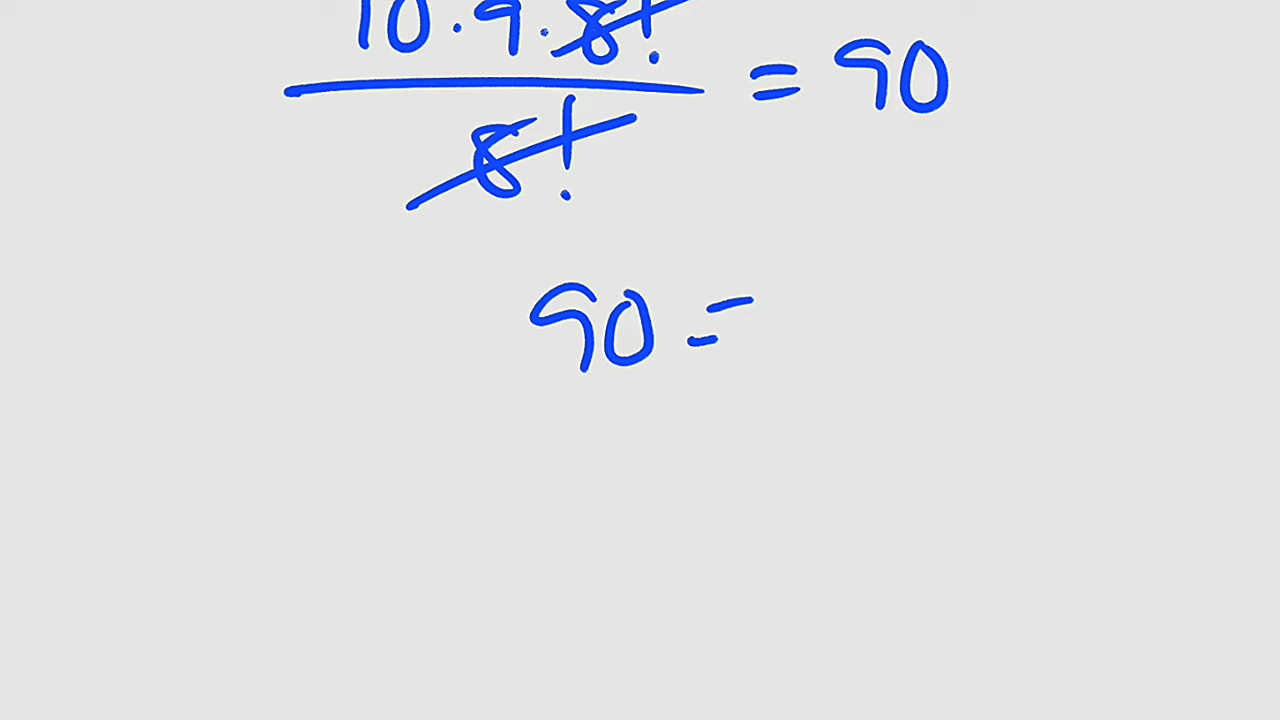 10 · 9 · 8!
8!
= 90
90 =